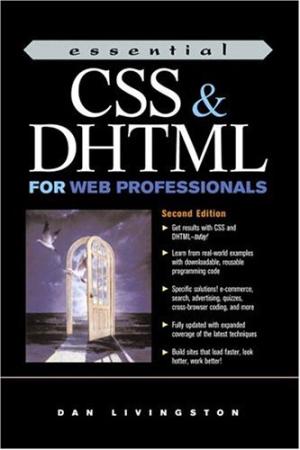 essential
CSS &
DHTML
FOR WEB PROFESSIONALS
Second Edition
Get results with CSS and
DHTML–today!
Learn from real-world examples
with downloadable, reusable
programming code
Specific solutions! e-commerce,
search, advertising, quizzes,
cross-browser coding, and more
Fully updated with expanded
coverage of the latest techniques
Build sites that load faster, look
hotter, work better!
DAN LIVINGSTON